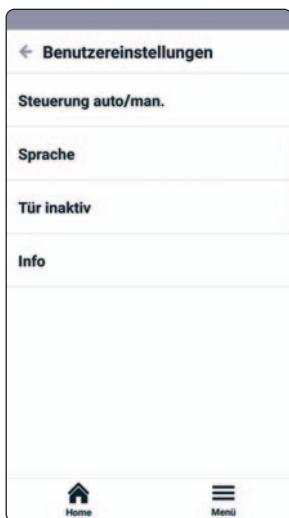 Benutzereinstellungen
Steuerung auto/man.
Sprache
Tür inaktiv
Info
Home Menü